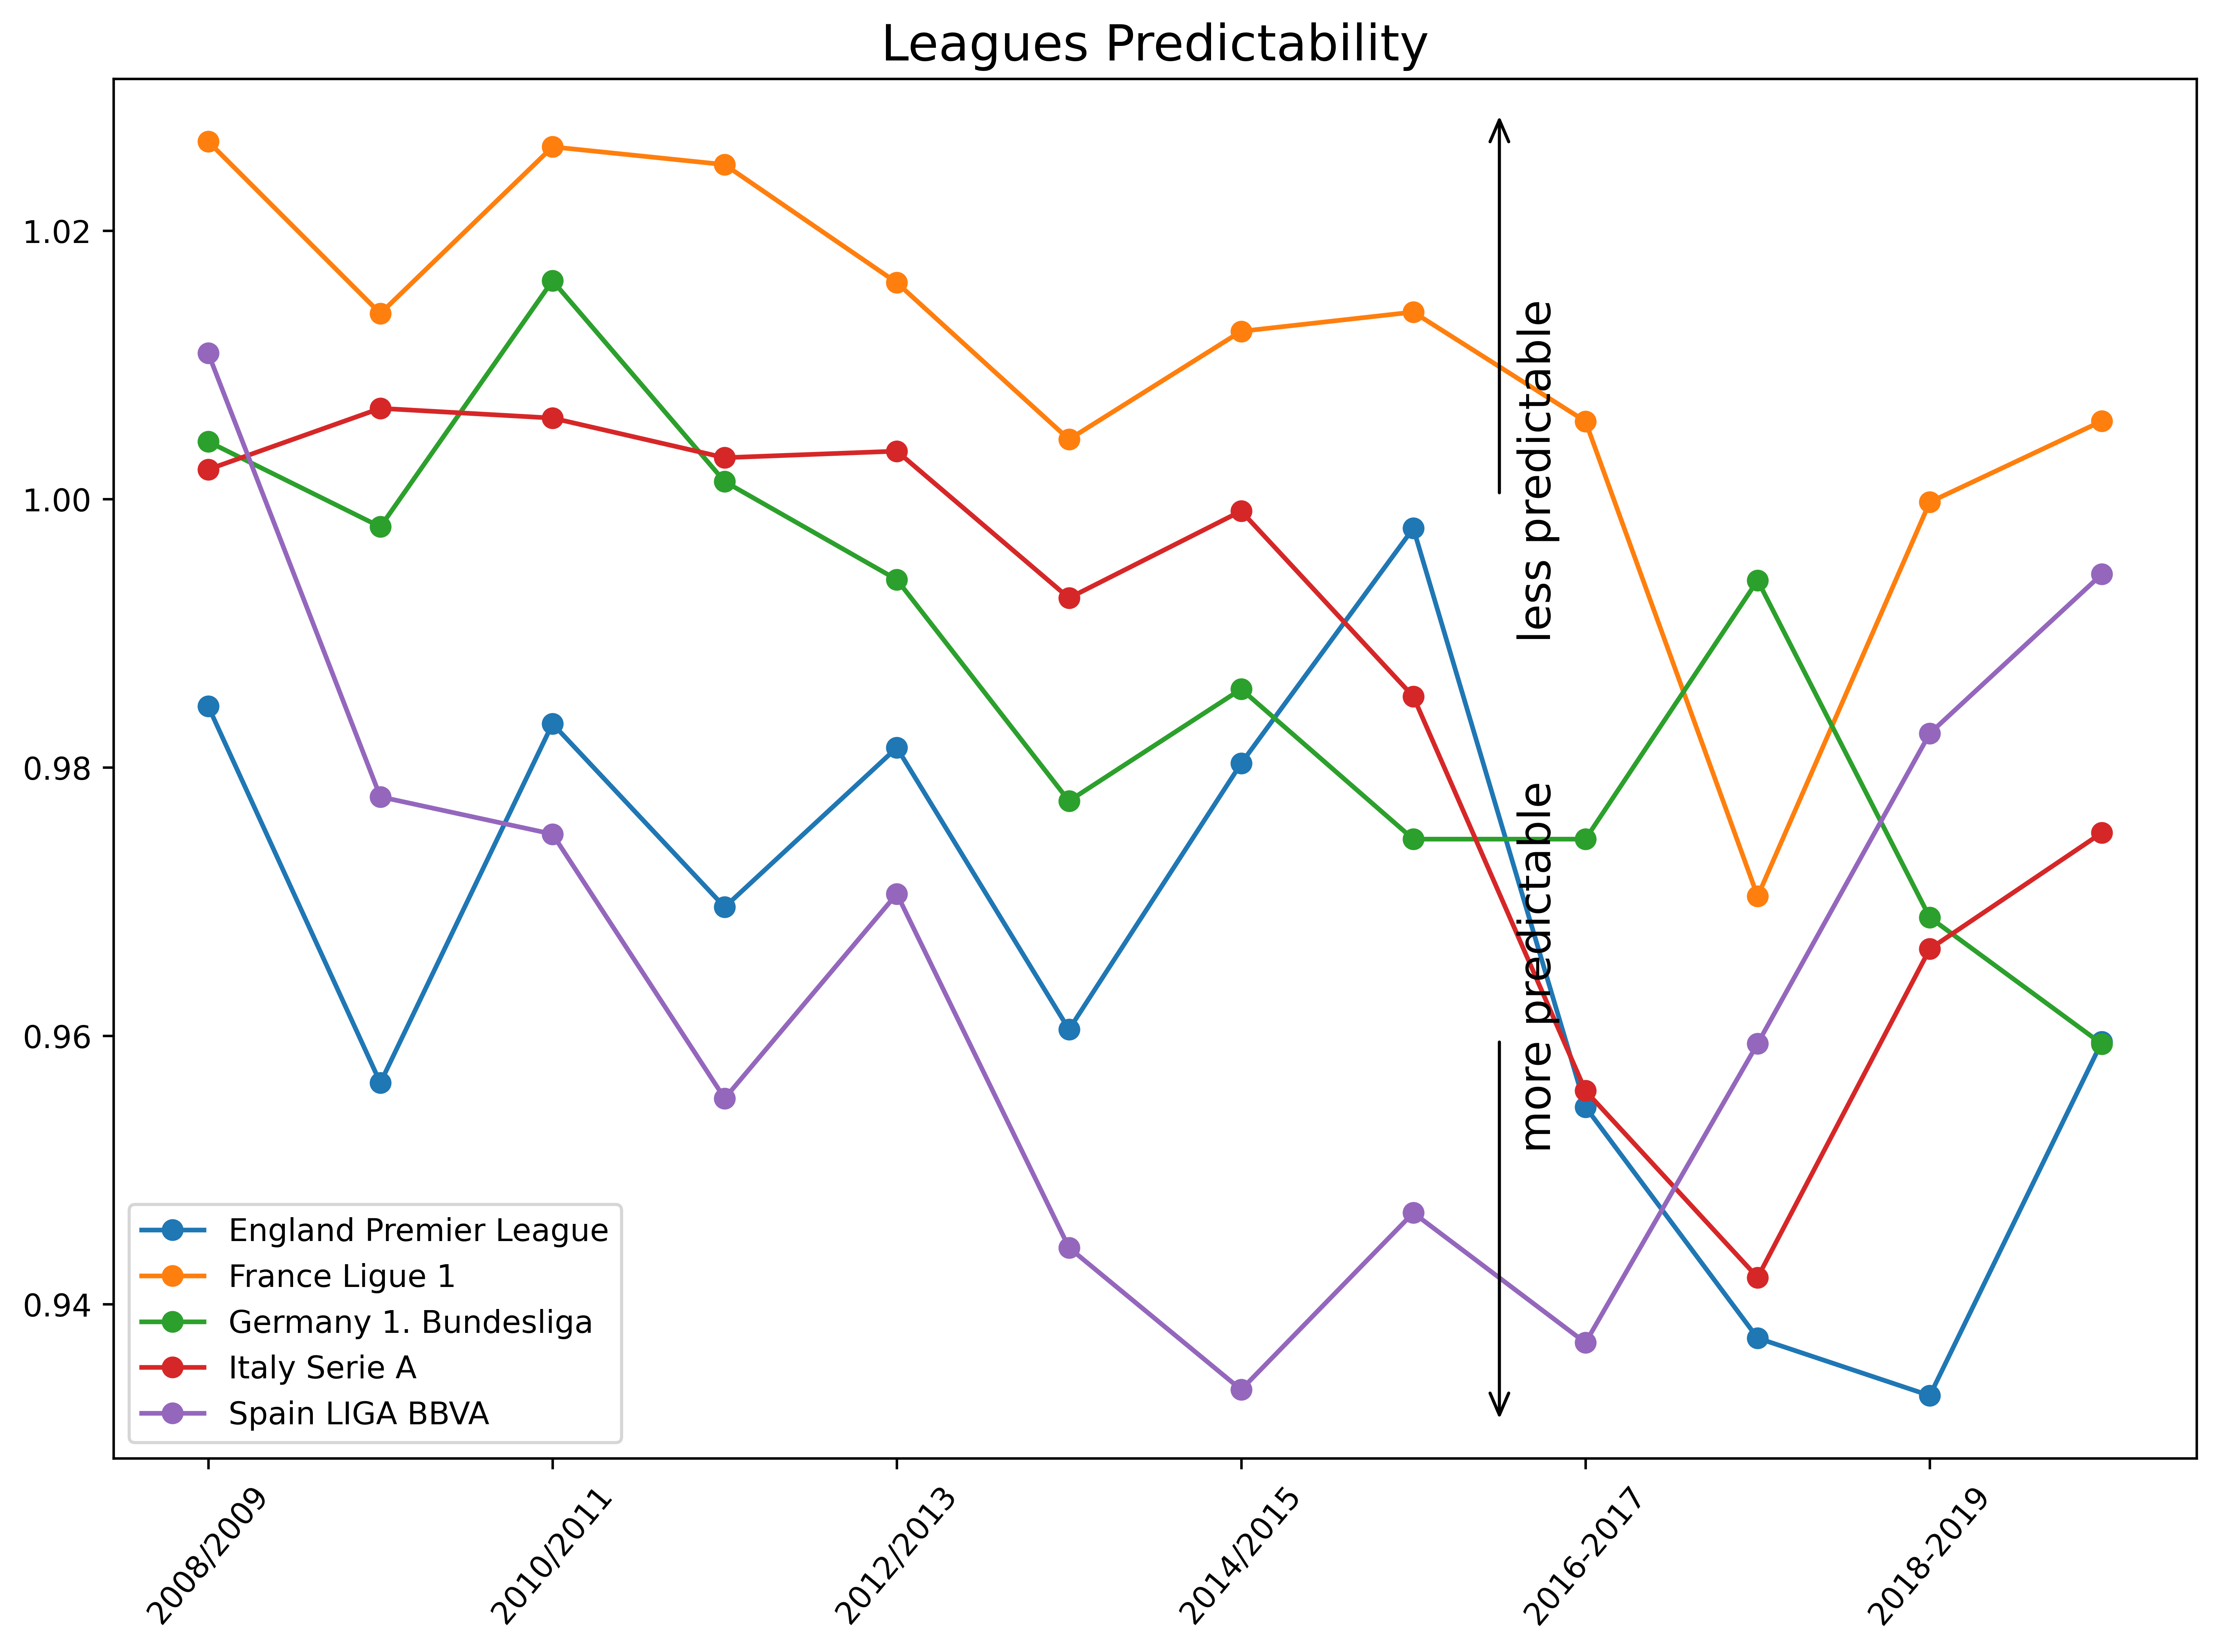 Leagues Predictability
1.02
1.00
0.98
0.96
0.94
less predictable
more predictable
England Premier League
France Ligue 1
Germany 1. Bundesliga
Italy Serie A
Spain LIGA BBVA
2008/2009
2010/2011
2012/2013
2014/2015
2016-2017
2018-2019